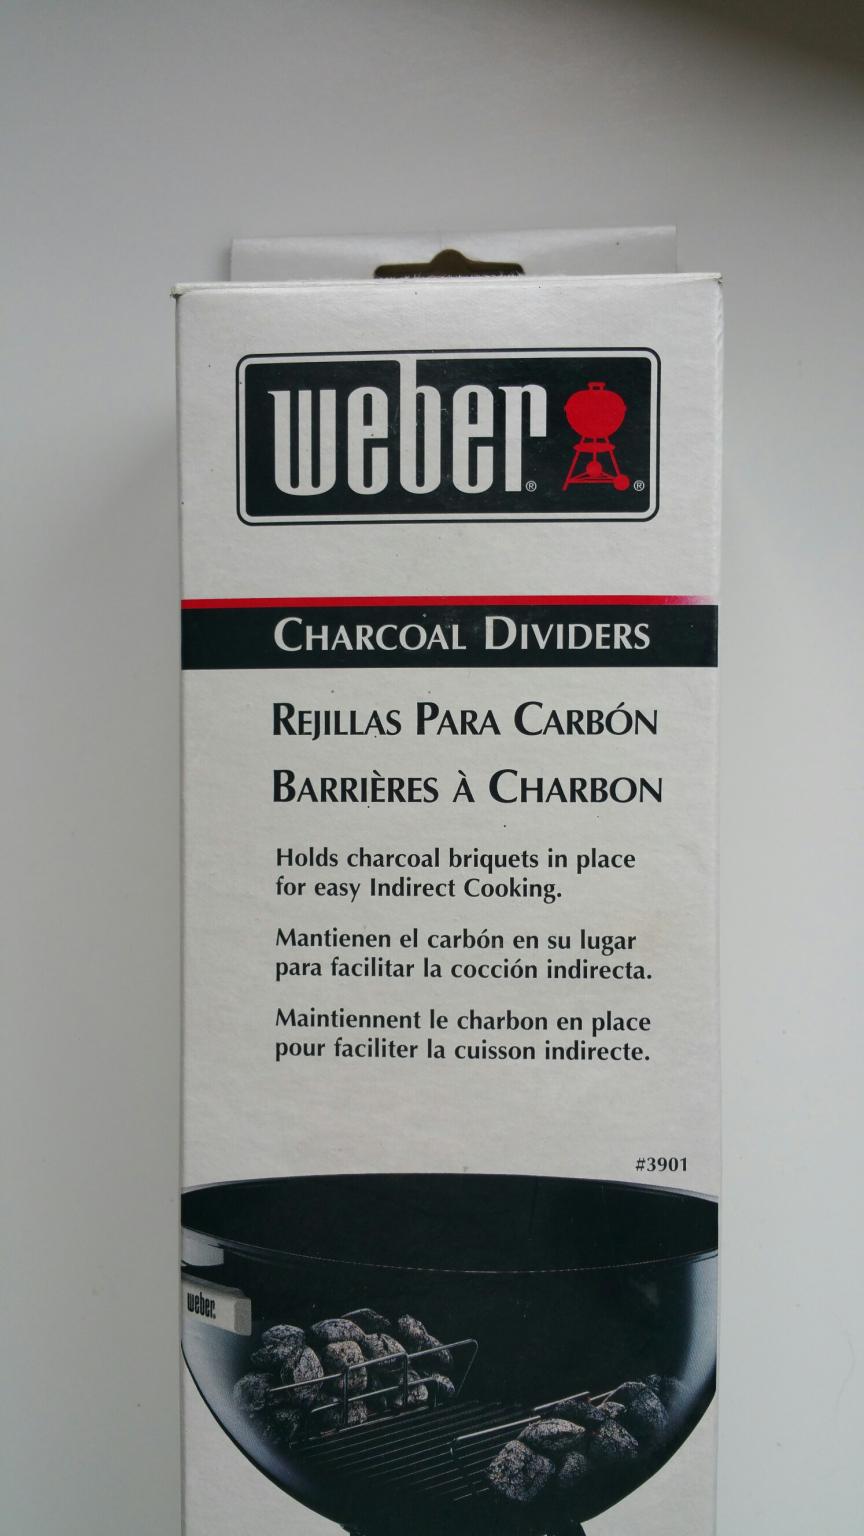 weber® ®
CHARCOAL DIVIDERS
REJILLAS PARA CARBÓN
BARRIÈRES À CHARBON
Holds charcoal briquets in place
for easy Indirect Cooking.
Mantienen el carbón en su lugar
para facilitar la cocción indirecta.
Maintiennent le charbon en place
pour faciliter la cuisson indirecte.
#3901
weber